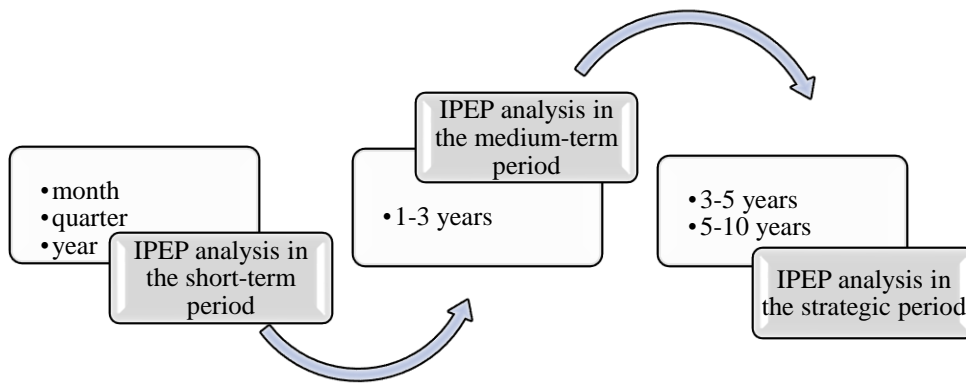 •month
•quarter
•year
IPEP analysis in
the short-term
period
IPEP analysis in
the medium-term
period
•1-3 years
•3-5 years
•5-10 years
IPEP analysis in
the strategic period